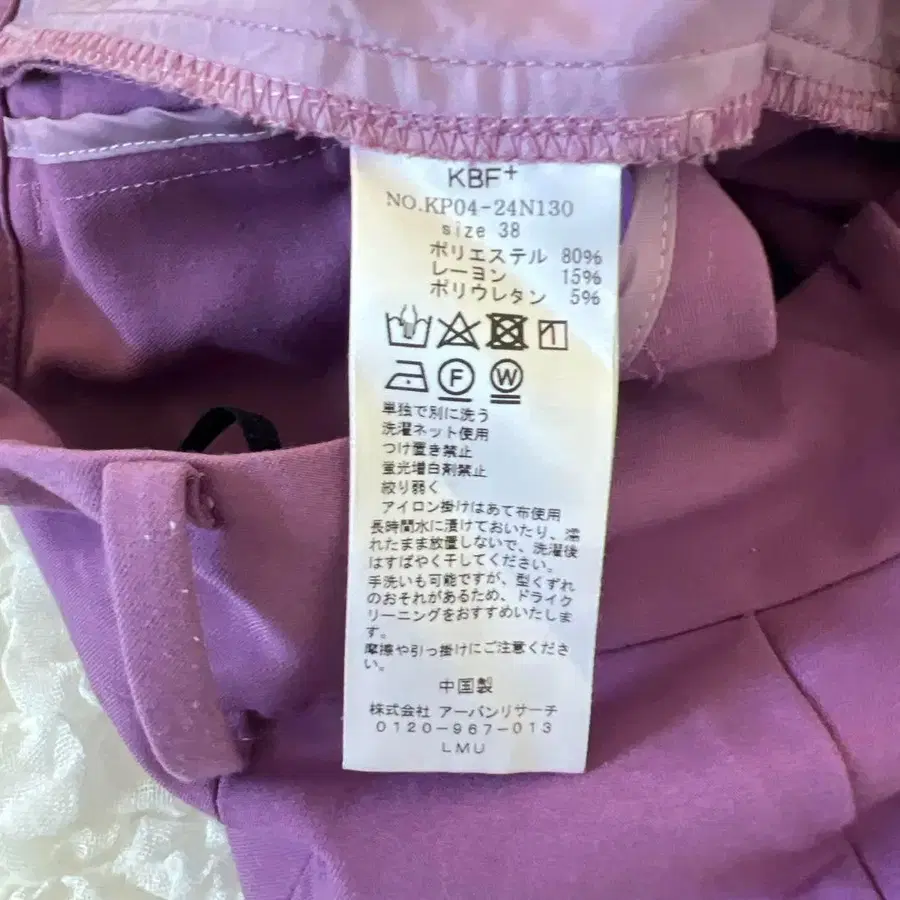 KBF+
NO.KP04-24N130
size 38
ポリエステル 80%
レーヨン 15%
ポリウレタン 5%
F W
単独で別に洗う
洗濯ネット使用
つけ置き禁止
蛍光増白剤禁止
絞り弱く
アイロン掛けはあて布使用
長時間水に漬けておいたり、濡
れたまま放置しないで、洗濯後
はすばやく干してください。
手洗いも可能ですが、型くずれ
のおそれがあるため、ドライク
リーニングをおすすめいたしま
す。
摩擦や引っ掛けにご注意くださ
い。
中国製
株式会社 アーバンリサーチ
0120-967-013
LMU